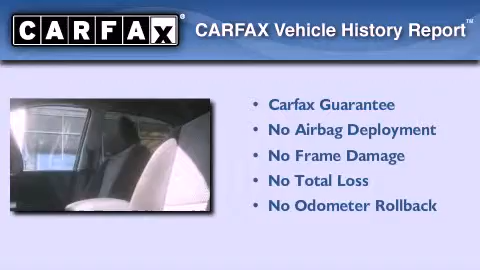 CARFAX® CARFAX Vehicle History Report™
• Carfax Guarantee
• No Airbag Deployment
• No Frame Damage
• No Total Loss
• No Odometer Rollback